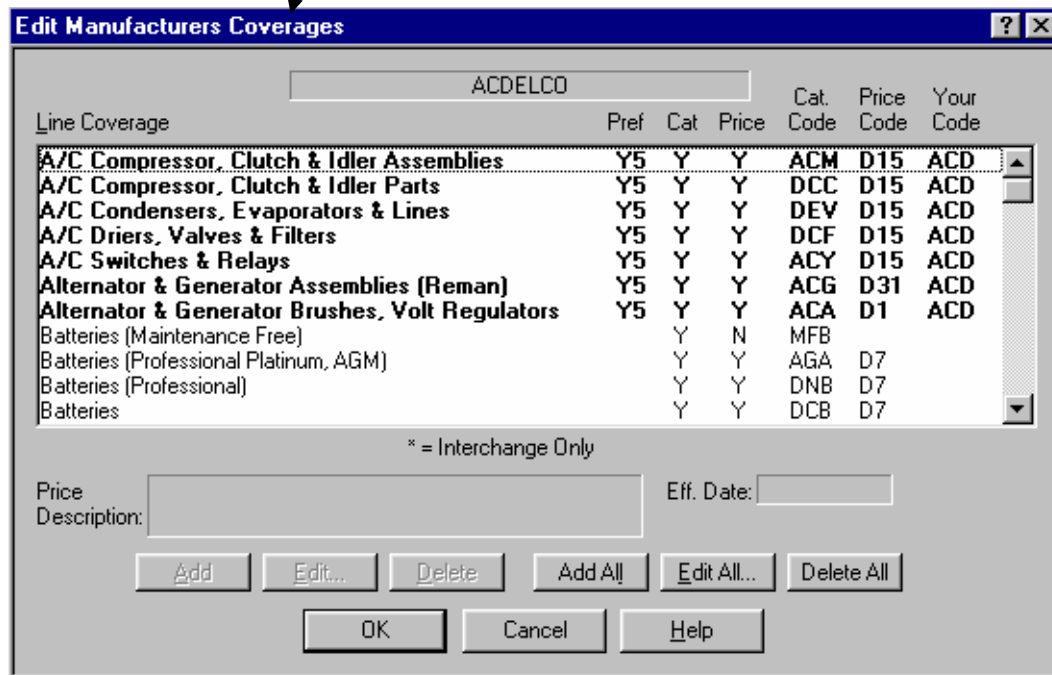 Edit Manufacturers Coverages
ACDELCO
Line Coverage Pref Cat Price Cat. Code Price Code Your Code
A/C Compressor, Clutch & Idler Assemblies Y5 Y Y ACM D15 ACD
A/C Compressor, Clutch & Idler Parts Y5 Y Y DCC D15 ACD
A/C Condensers, Evaporators & Lines Y5 Y Y DEV D15 ACD
A/C Driers, Valves & Filters Y5 Y Y DCF D15 ACD
A/C Switches & Relays Y5 Y Y ACY D15 ACD
Alternator & Generator Assemblies (Reman) Y5 Y Y ACG D31 ACD
Alternator & Generator Brushes, Volt Regulators Y5 Y Y ACA D1 ACD
Batteries (Maintenance Free) Y N MFB
Batteries (Professional Platinum, AGM) Y Y AGA D7
Batteries (Professional) Y Y DNB D7
Batteries Y Y DCB D7
* = Interchange Only
Price Description: Eff. Date:
Add Edit... Delete Add All Edit All... Delete All
OK Cancel Help